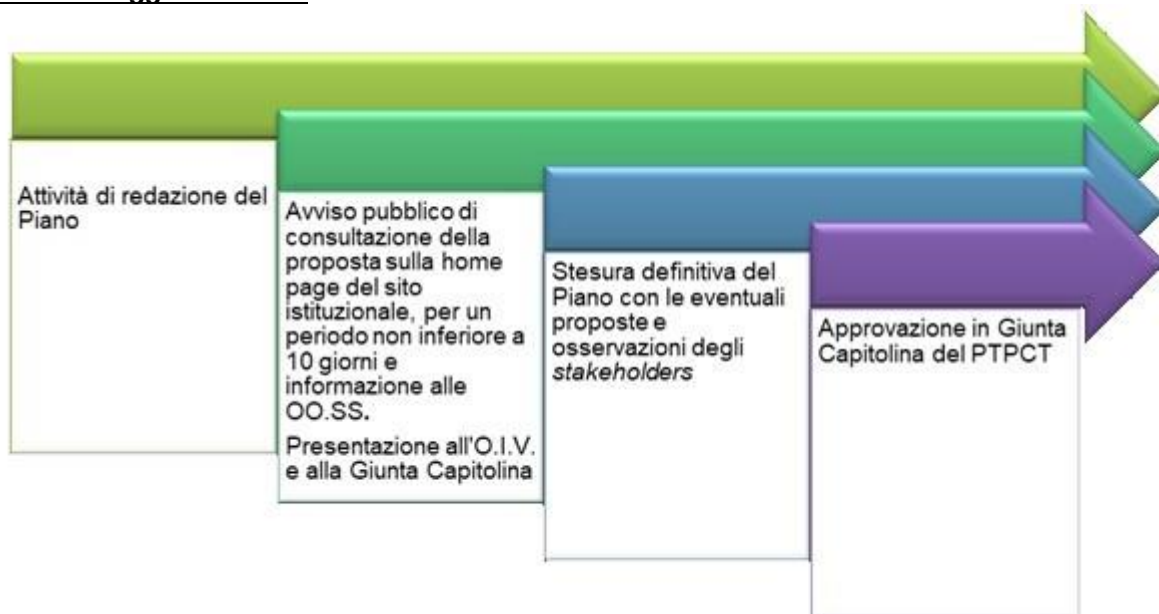 Attività di redazione del
Piano
Avviso pubblico di
consultazione della
proposta sulla home
page del sito
istituzionale, per un
periodo non inferiore a
10 giorni e
informazione alle
OO.SS.
Presentazione all'O.I.V.
e alla Giunta Capitolina
Stesura definitiva del
Piano con le eventuali
proposte e
osservazioni degli
stakeholders
Approvazione in Giunta
Capitolina del PTPCT